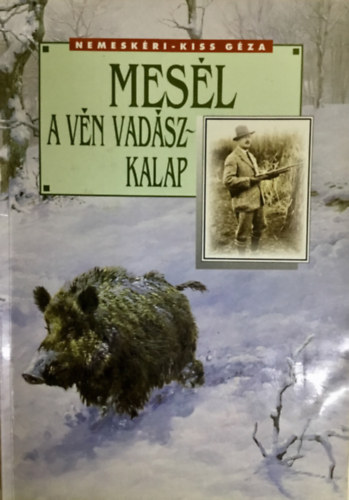 NEMESKÉRI-KISS GÉZA
MESÉL
A VÉN VADÁSZ-
KALAP